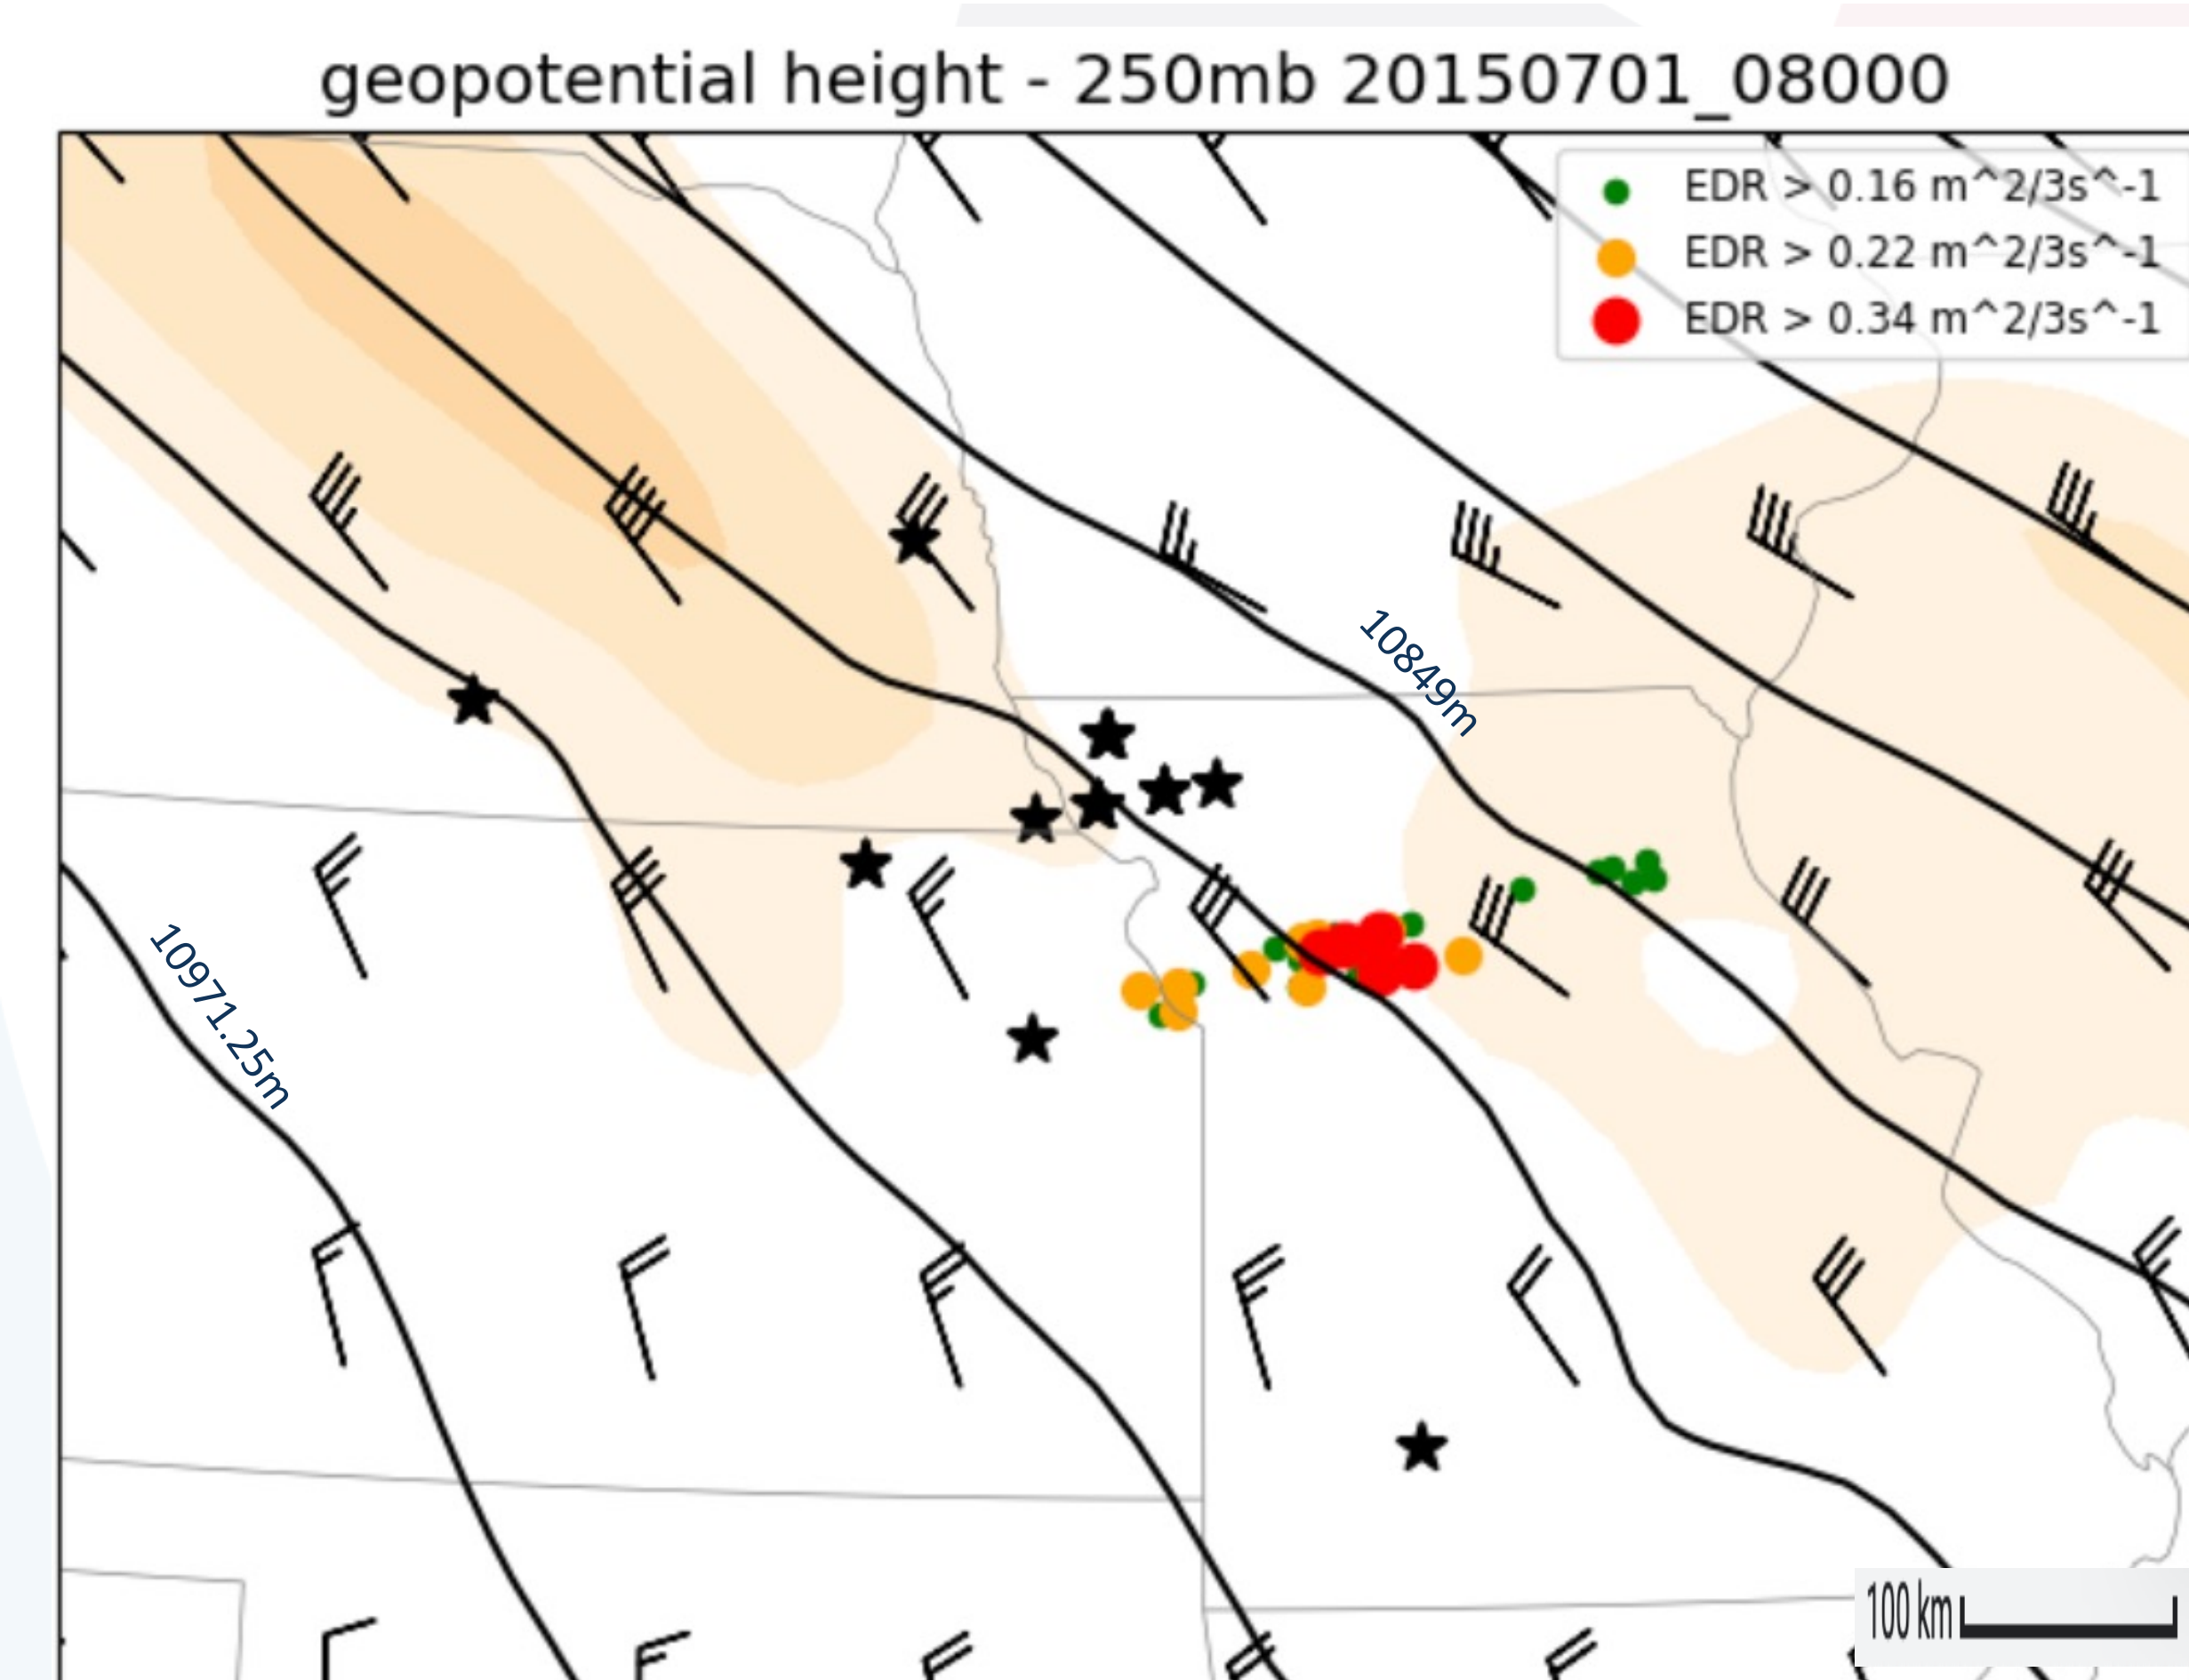 geopotential height - 250mb 20150701_08000
EDR > 0.16 m^2/3s^-1
EDR > 0.22 m^2/3s^-1
EDR > 0.34 m^2/3s^-1
10849m
10971.25m
100 km